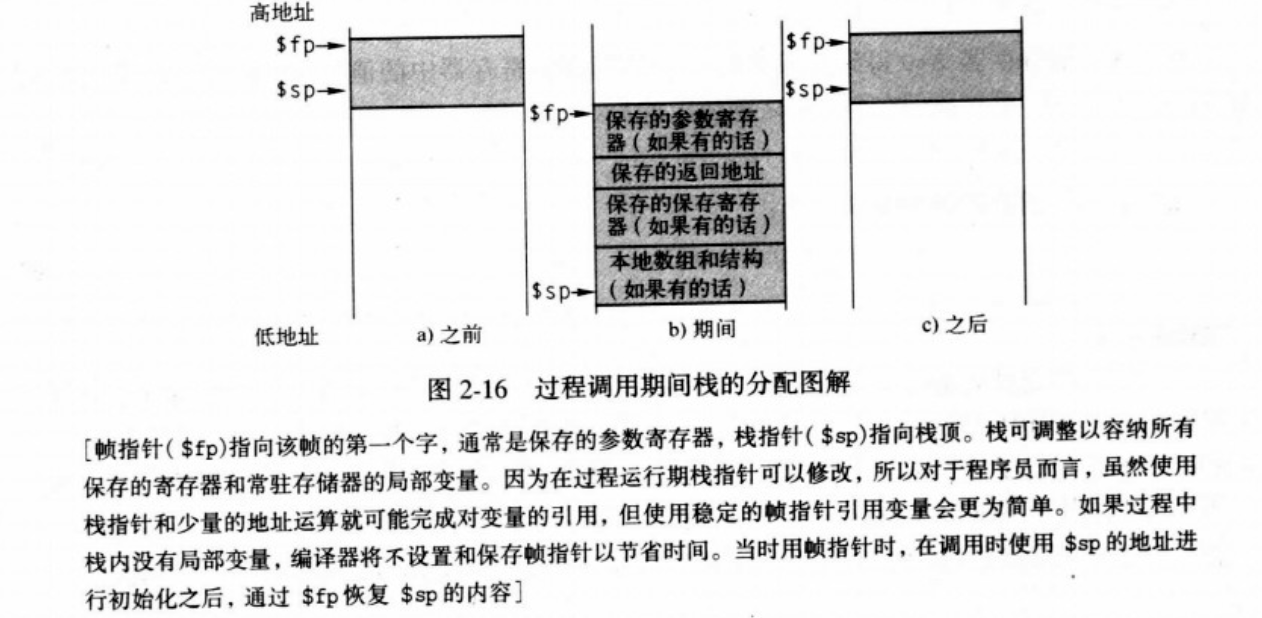 高地址
$fp
$sp
$fp
保存的参数寄存
器（如果有的话）
保存的返回地址
保存的保存寄存
器（如果有的话）
本地数组和结构
（如果有的话）
$sp
$fp
$sp
低地址
a) 之前
b) 期间
c) 之后
图 2-16 过程调用期间栈的分配图解
[帧指针（$fp)指向该帧的第一个字，通常是保存的参数寄存器，栈指针（$sp)指向栈顶。栈可调整以容纳所有
保存的寄存器和常驻存储器的局部变量。因为在过程运行期栈指针可以修改，所以对于程序员而言，虽然使用
栈指针和少量的地址运算就可能完成对变量的引用，但使用稳定的帧指针引用变量会更为简单。如果过程中
栈内没有局部变量，编译器将不设置和保存帧指针以节省时间。当时用帧指针时，在调用时使用 $sp 的地址进
行初始化之后，通过 $fp 恢复 $sp 的内容]